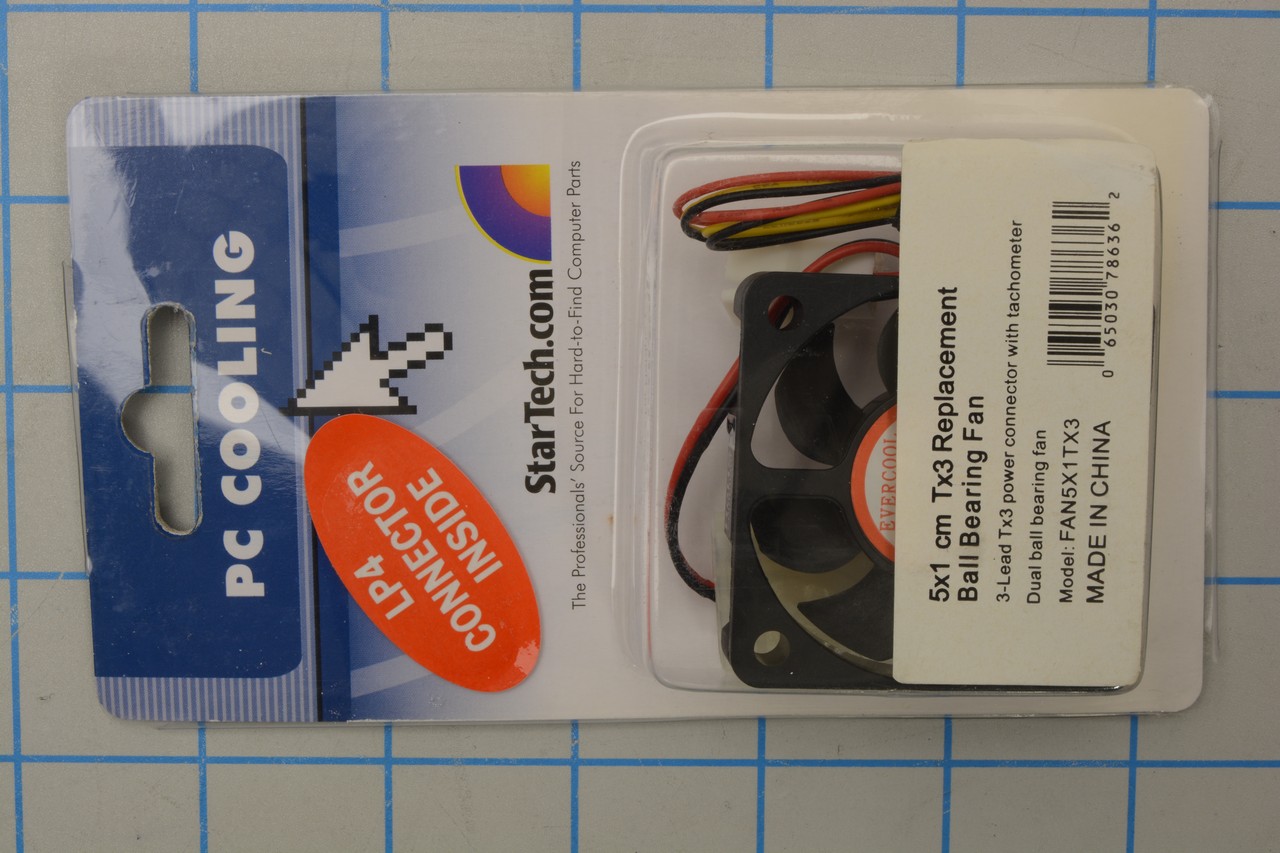 PC COOLING
LP4
CONNECTOR
INSIDE
StarTech.com
The Professionals' Source For Hard-to-Find Computer Parts
EVERCOOL
5x1 cm Tx3 Replacement
Ball Bearing Fan
3-Lead Tx3 power connector with tachometer
Dual ball bearing fan
Model: FAN5X1TX3
MADE IN CHINA
0 65030 78636 2